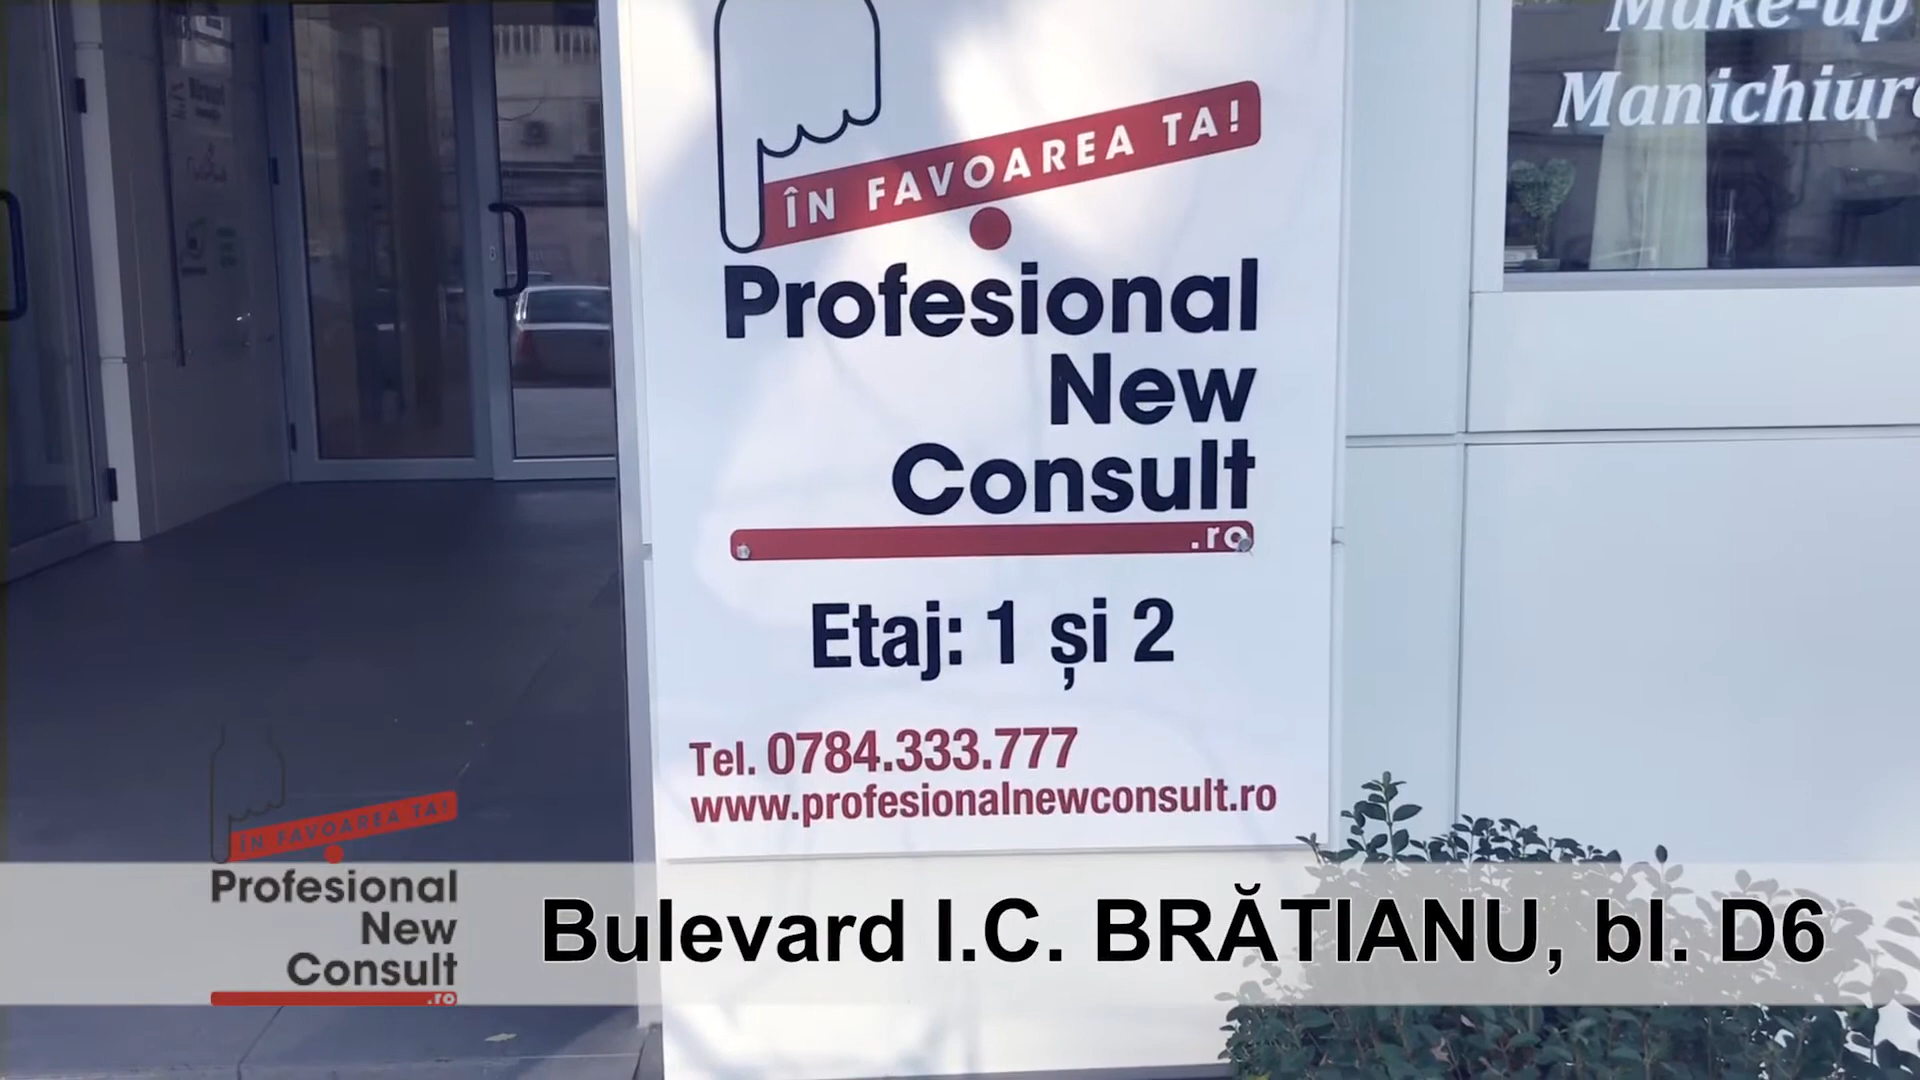 Make-up
Manichiură
ÎN FAVOAREA TA!
Profesional
New
Consult
.ro
Etaj: 1 și 2
Tel. 0784.333.777
www.profesionalnewconsult.ro
ÎN FAVOAREA TA!
Profesional
New
Consult
.ro
Bulevard I.C. BRĂTIANU, bl. D6